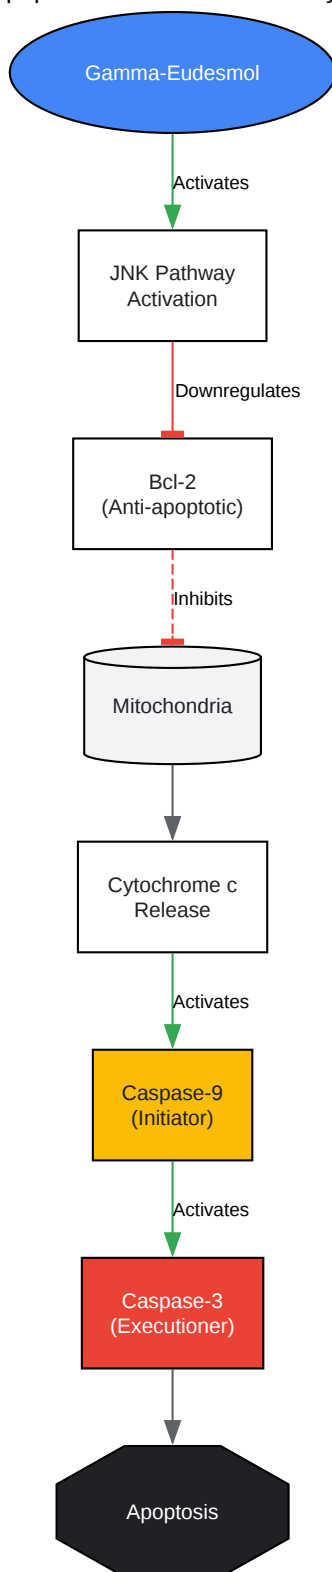 Gamma-Eudesmol
Activates
JNK Pathway
Activation
Downregulates
Bcl-2
(Anti-apoptotic)
Inhibits
Mitochondria
Cytochrome c
Release
Activates
Caspase-9
(Initiator)
Activates
Caspase-3
(Executioner)
Apoptosis